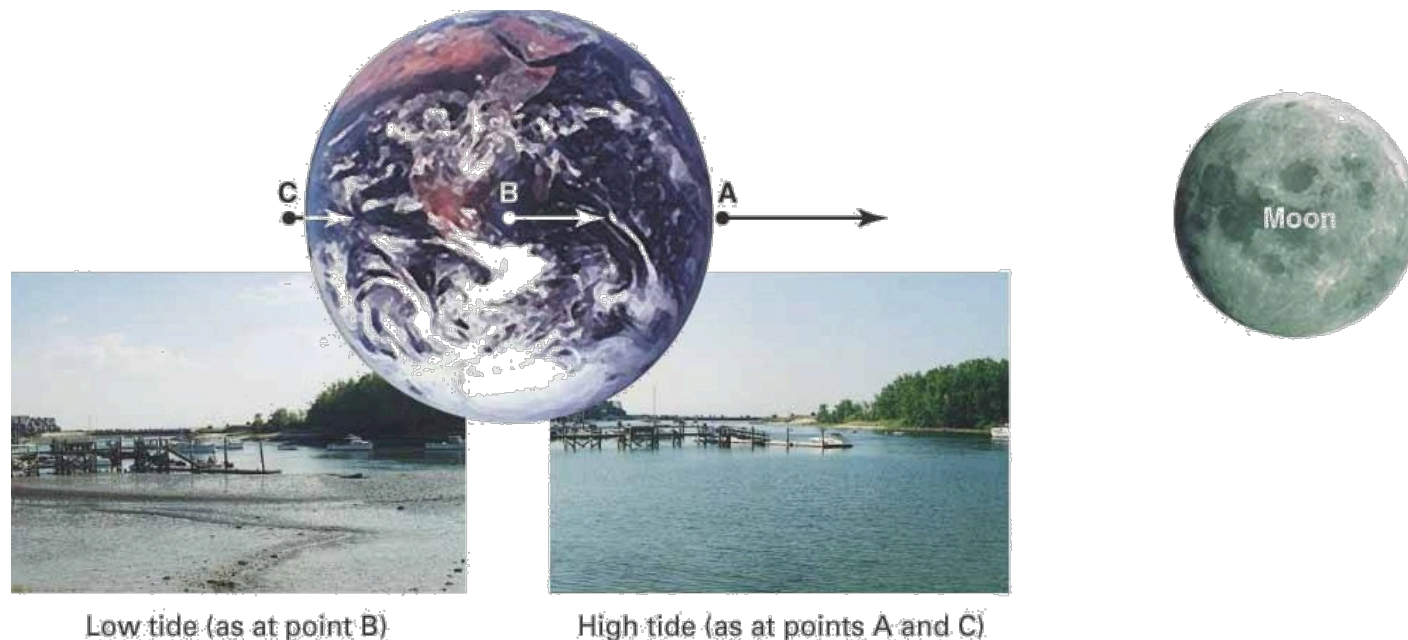 C
B
A
Moon
Low tide (as at point B)
High tide (as at points A and C)